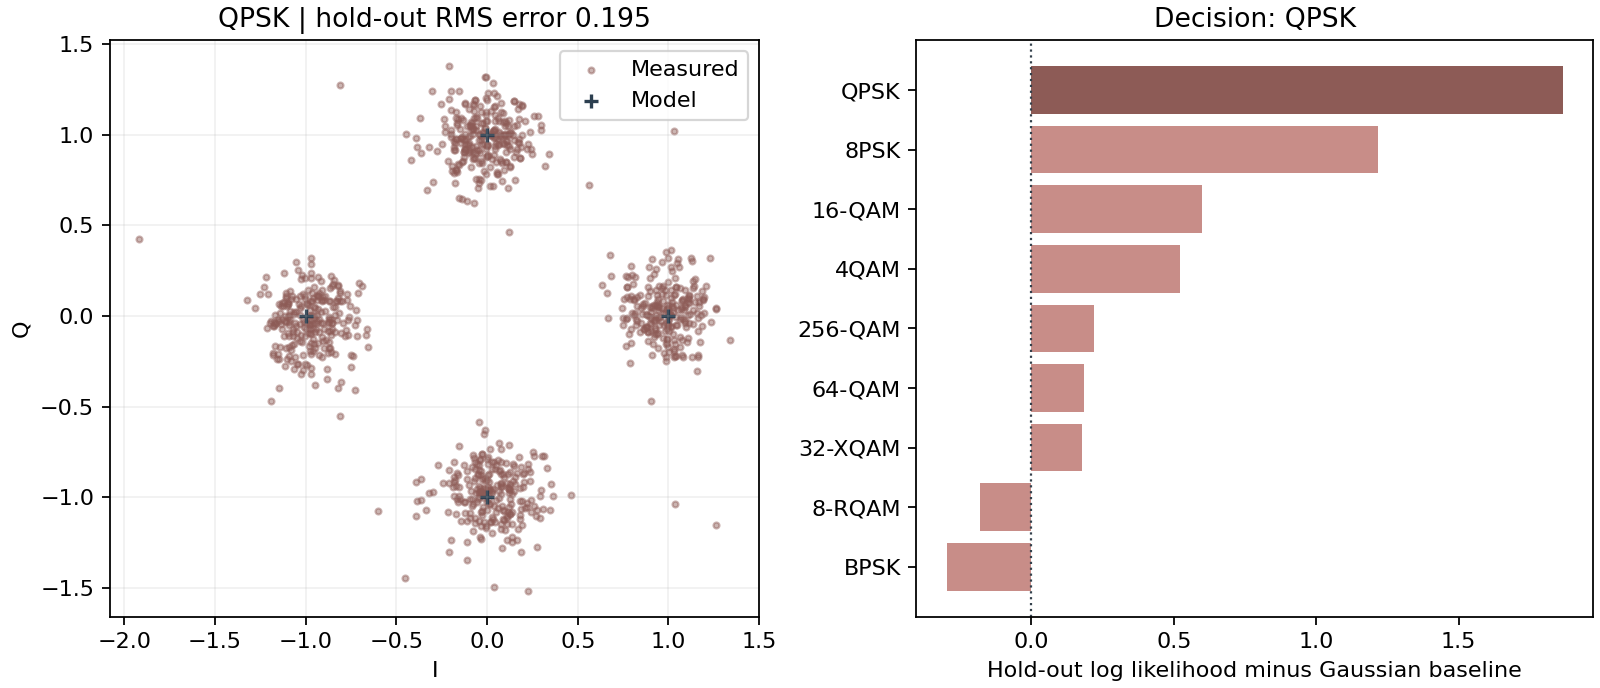 QPSK | hold-out RMS error 0.195
Measured
Model
1.5
1.0
0.5
0.0
−0.5
−1.0
−1.5
Q
−2.0 −1.5 −1.0 −0.5 0.0 0.5 1.0 1.5
I
Decision: QPSK
QPSK
8PSK
16-QAM
4QAM
256-QAM
64-QAM
32-XQAM
8-RQAM
BPSK
0.0 0.5 1.0 1.5
Hold-out log likelihood minus Gaussian baseline